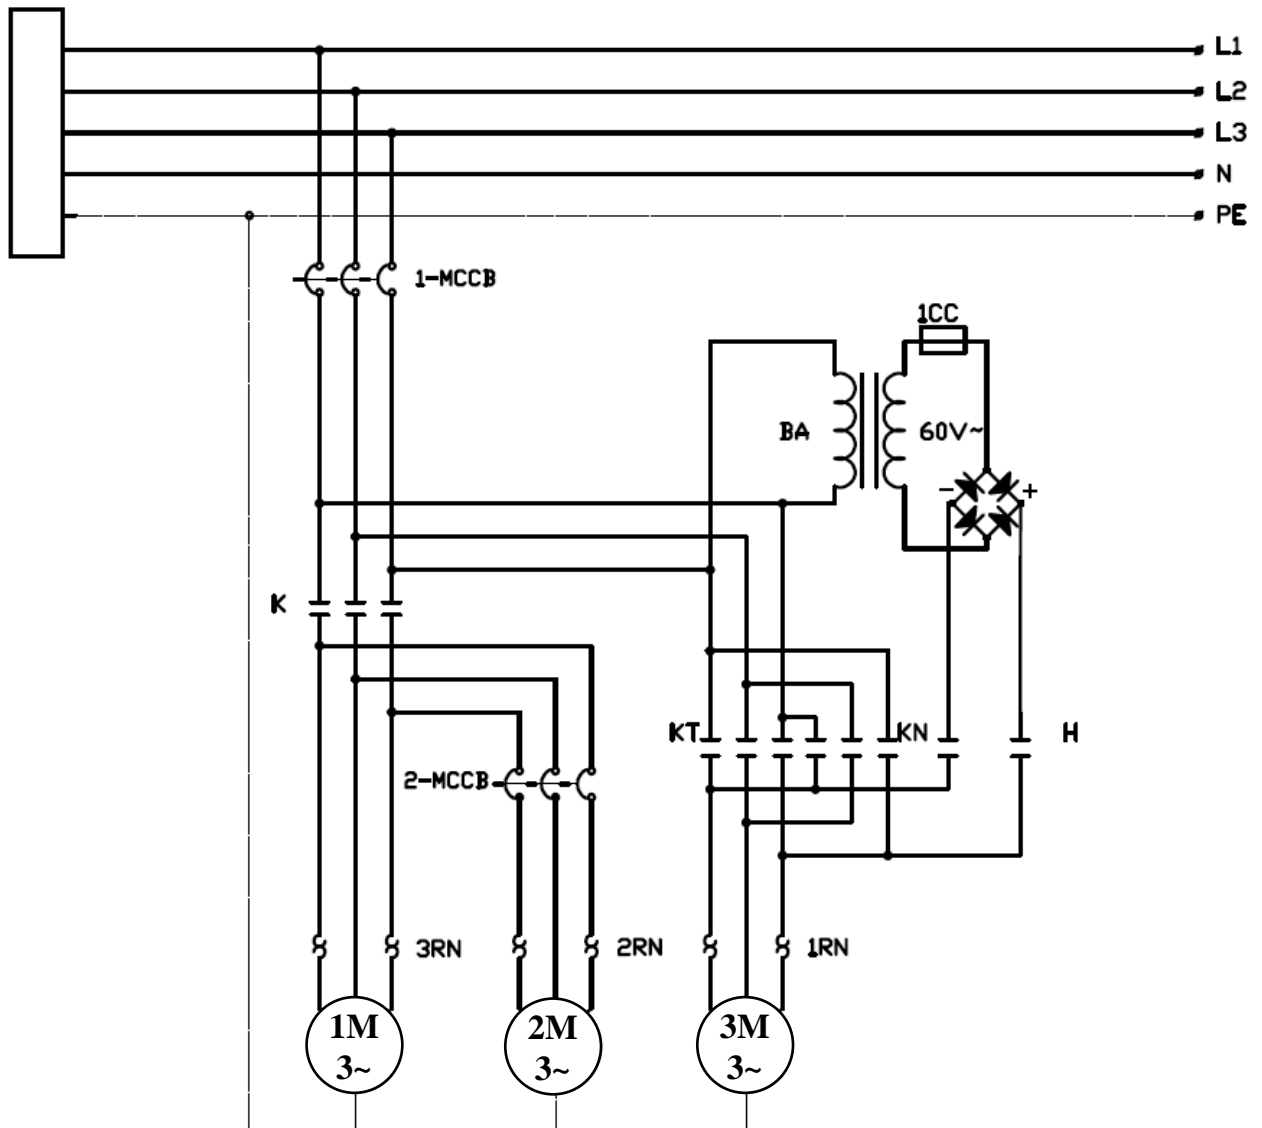 L1
L2
L3
N
PE
1-MCCB
1CC
BA
60V~
-
+
K
KT
KN
H
2-MCCB
3RN
2RN
1RN
1M
3~
2M
3~
3M
3~